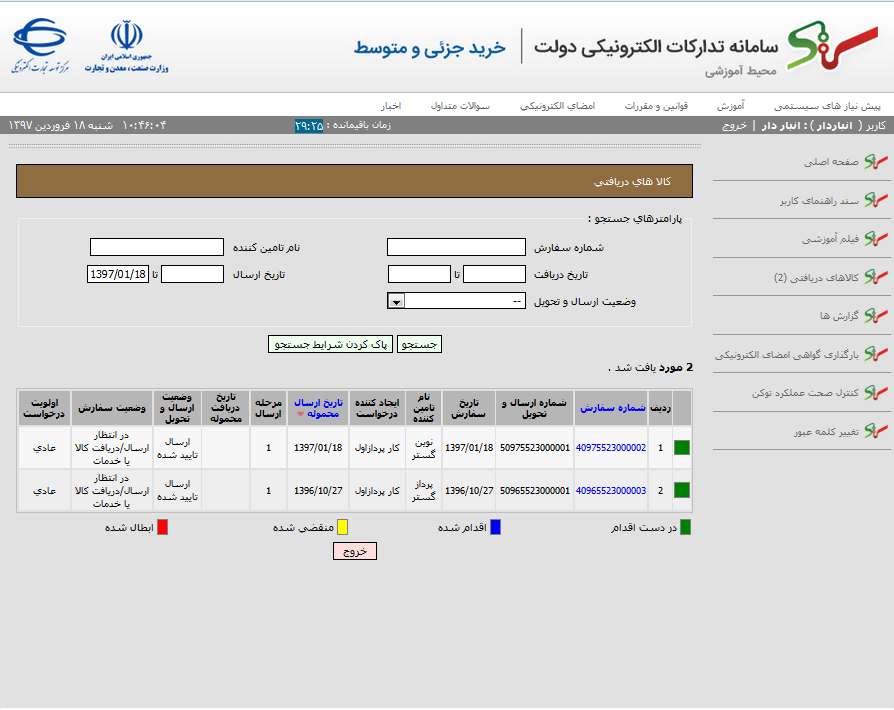 سامانه تدارکات الکترونیکی دولت
محیط آموزشی
خرید جزئی و متوسط
جمهوری اسلامی ایران
وزارت صنعت، معدن و تجارت
مرکز توسعه تجارت الکترونیکی
پیش نیاز های سیستمی آموزش قوانین و مقررات امضاي الکترونیکي سوالات متداول اخبار
کاربر ( انباردار ) : انبار دار | خروج
زمان باقیمانده : ۲۹:۲۵
۱۰:۴۶:۰۴ شنبه ۱۸ فروردین ۱۳۹۷
صفحه اصلی
سند راهنمای کاربر
فیلم آموزشی
کالاهای دریافتی (2)
گزارش ها
بارگذاری گواهی امضای الکترونیکی
کنترل صحت عملکرد توکن
تغییر کلمه عبور
کالا هاي دريافتي
پارامترهاي جستجو :
شماره سفارش
نام تامین کننده
تاریخ دریافت تا
تاریخ ارسال تا 1397/01/18
وضعیت ارسال و تحویل --
جستجو پاک کردن شرایط جستجو
2 مورد یافت شد .
ردیف شماره سفارش شماره ارسال و تحویل تاریخ سفارش نام تامین کننده ایجاد کننده درخواست تاریخ ارسال محموله مرحله ارسال تاریخ دریافت محموله وضعیت ارسال و تحویل وضعیت سفارش اولویت درخواست
1 40975523000002 50975523000001 1397/01/18 نوین گستر کار پردازاول 1397/01/18 1 ارسال تایید شده در انتظار ارسال/دریافت کالا یا خدمات عادي
2 40965523000003 50965523000001 1396/10/27 پرداز گستر کار پردازاول 1396/10/27 1 ارسال تایید شده در انتظار ارسال/دریافت کالا یا خدمات عادي
در دست اقدام اقدام شده منقضي شده ابطال شده
خروج